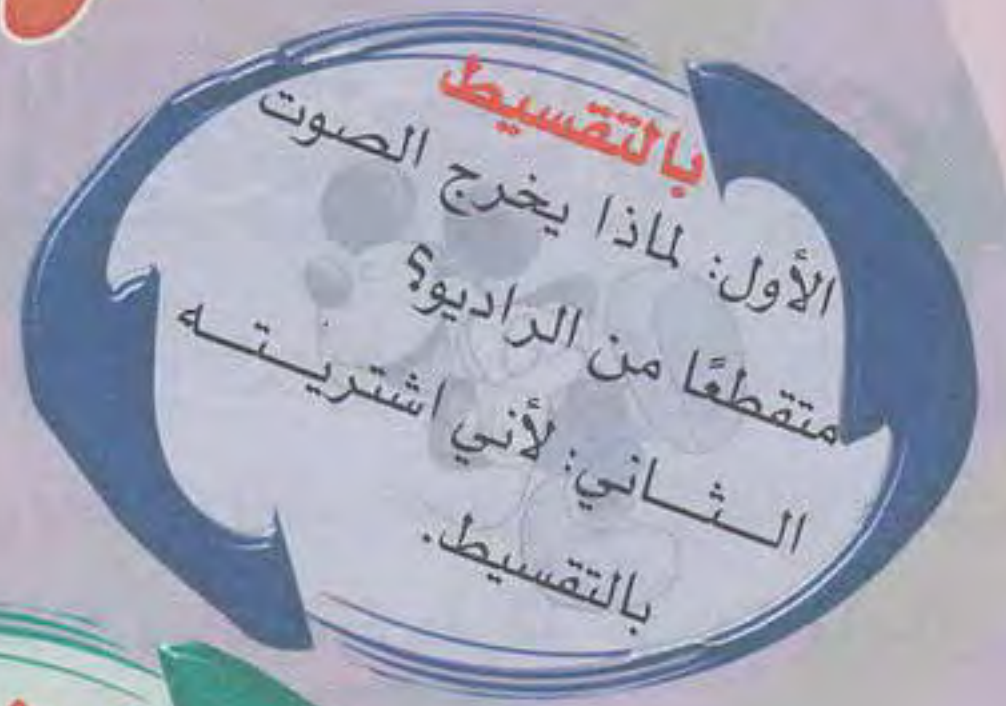 بالتقسيط
الأول: لماذا يخرج الصوت
متقطعًا من الراديو؟
الثاني: لأني اشتريته
بالتقسيط.